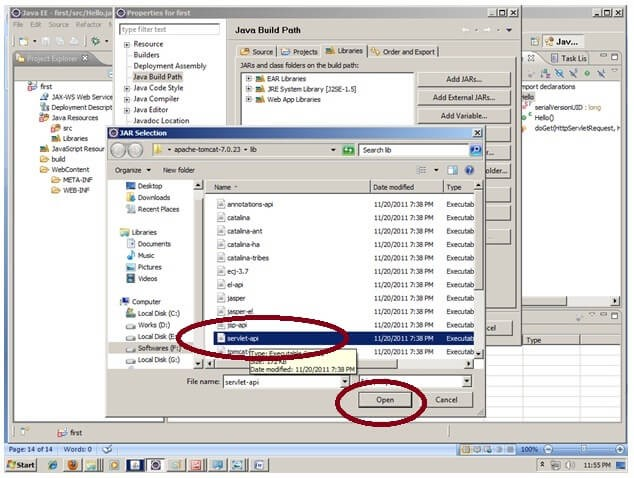 Java EE - first/src/Hello.ja
File Edit Source
Properties for first
type filter text
Java Build Path
Resource
Builders
Deployment Assembly
Java Build Path
Java Code Style
Java Compiler
Java Editor
Javadoc Location
Source Projects Libraries Order and Export
JARs and class folders on the build path:
EAR Libraries
JRE System Library [J2SE-1.5]
Web App Libraries
Add JARs...
Add External JARs...
Add Variable...
older...
cel
Project Explorer
first
JAX-WS Web Service
Deployment Descript
Java Resources
src
Libraries
JavaScript Resour
build
WebContent
META-INF
WEB-INF
Jav...
Task Lis
mport declarations
Hello
serialVersionUID : long
Hello()
doGet(HttpServletRequest, H
Type
JAR Selection
apache-tomcat-7.0.23 lib
Search lib
Organize New folder
Desktop
Downloads
Recent Places
Libraries
Documents
Music
Pictures
Videos
Computer
Local Disk (C:)
Works (D:)
Local Disk (E:
Softwares (F:)
Local Disk (G:)
Name Date modified Type
annotations-api 11/20/2011 7:38 PM Executab
catalina 11/20/2011 7:38 PM Executab
catalina-ant 11/20/2011 7:38 PM Executab
catalina-ha 11/20/2011 7:38 PM Executab
catalina-tribes 11/20/2011 7:38 PM Executab
ecj-3.7 11/20/2011 7:38 PM Executab
el-api 11/20/2011 7:38 PM Executab
jasper 11/20/2011 7:38 PM Executab
jasper-el 11/20/2011 7:38 PM Executab
jsp-api 11/20/2011 7:38 PM Executab
servlet-api 11/20/2011 7:38 PM Executab
tomcat- 11/20/2011 7:38 PM Executab
Type: Executable
Date modified: 11/20/2011 7:38 PM
File name: servlet-api
Open Cancel
first
Page: 14 of 14 Words: 0 100%
Start 11:55 PM